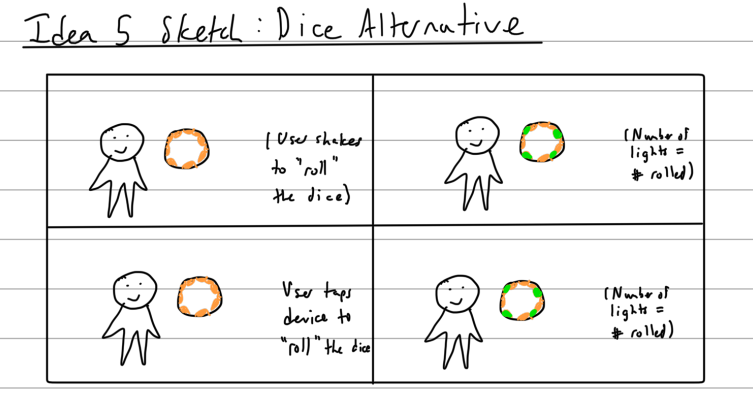 Idea 5 Sketch: Dice Alternative
(User shakes
to "roll"
the dice)
(Number of
lights =
# rolled)
User taps
device to
"roll" the dice
(Number of
lights =
# rolled)